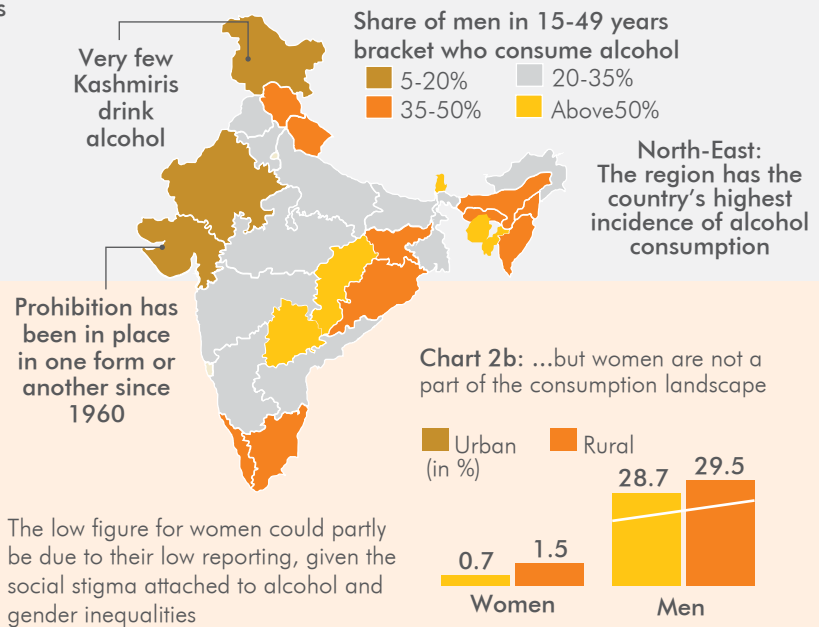 s
Very few
Kashmiris
drink
alcohol
Share of men in 15-49 years
bracket who consume alcohol
5-20%
20-35%
35-50%
Above50%
North-East:
The region has the
country's highest
incidence of alcohol
consumption
Prohibition has
been in place
in one form or
another since
1960
Chart 2b: ...but women are not a
part of the consumption landscape
Urban
Rural
(in %)
28.7
29.5
0.7
1.5
Women
Men
The low figure for women could partly
be due to their low reporting, given the
social stigma attached to alcohol and
gender inequalities